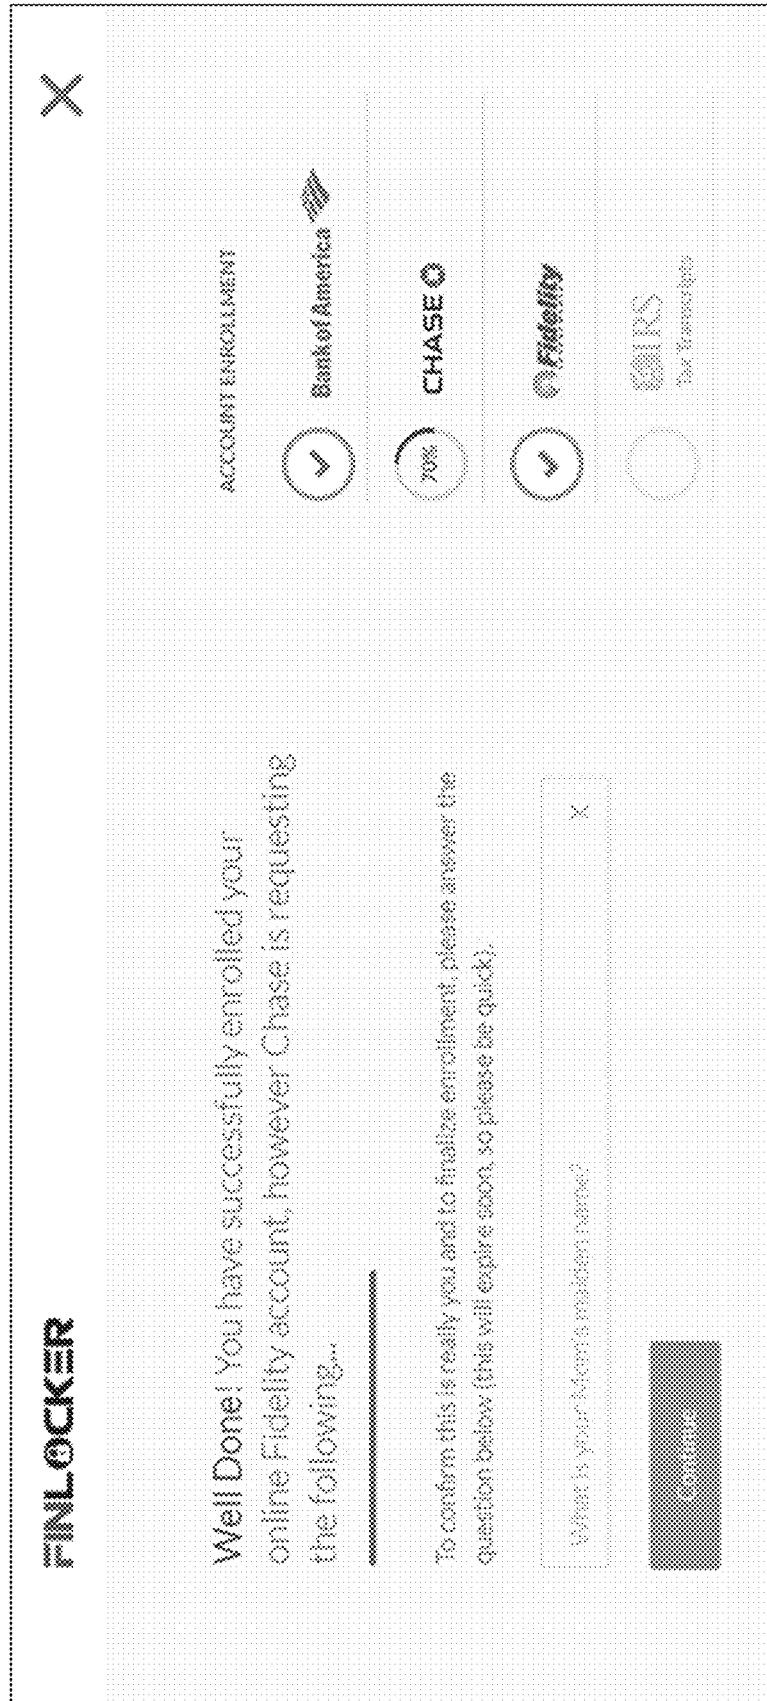 FINLOCKER
X
Well Done! You have successfully enrolled your
online Fidelity account, however Chase is requesting
the following...
To confirm this is really you and to finalize enrollment, please answer the
question below (this will expire soon, so please be quick).
What is your Mom's maiden name?
X
Continue
ACCOUNT ENROLLMENT
Bank of America
70%
CHASE
Fidelity
IRS
Tax Transcripts